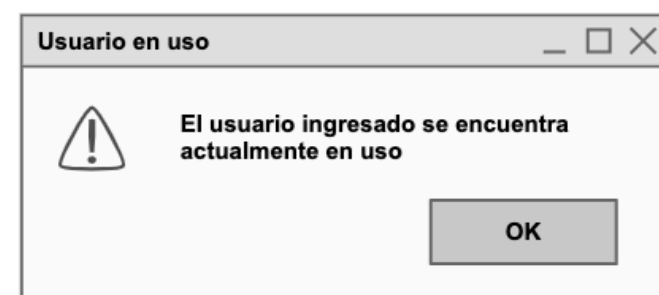 Usuario en uso
El usuario ingresado se encuentra
actualmente en uso
OK